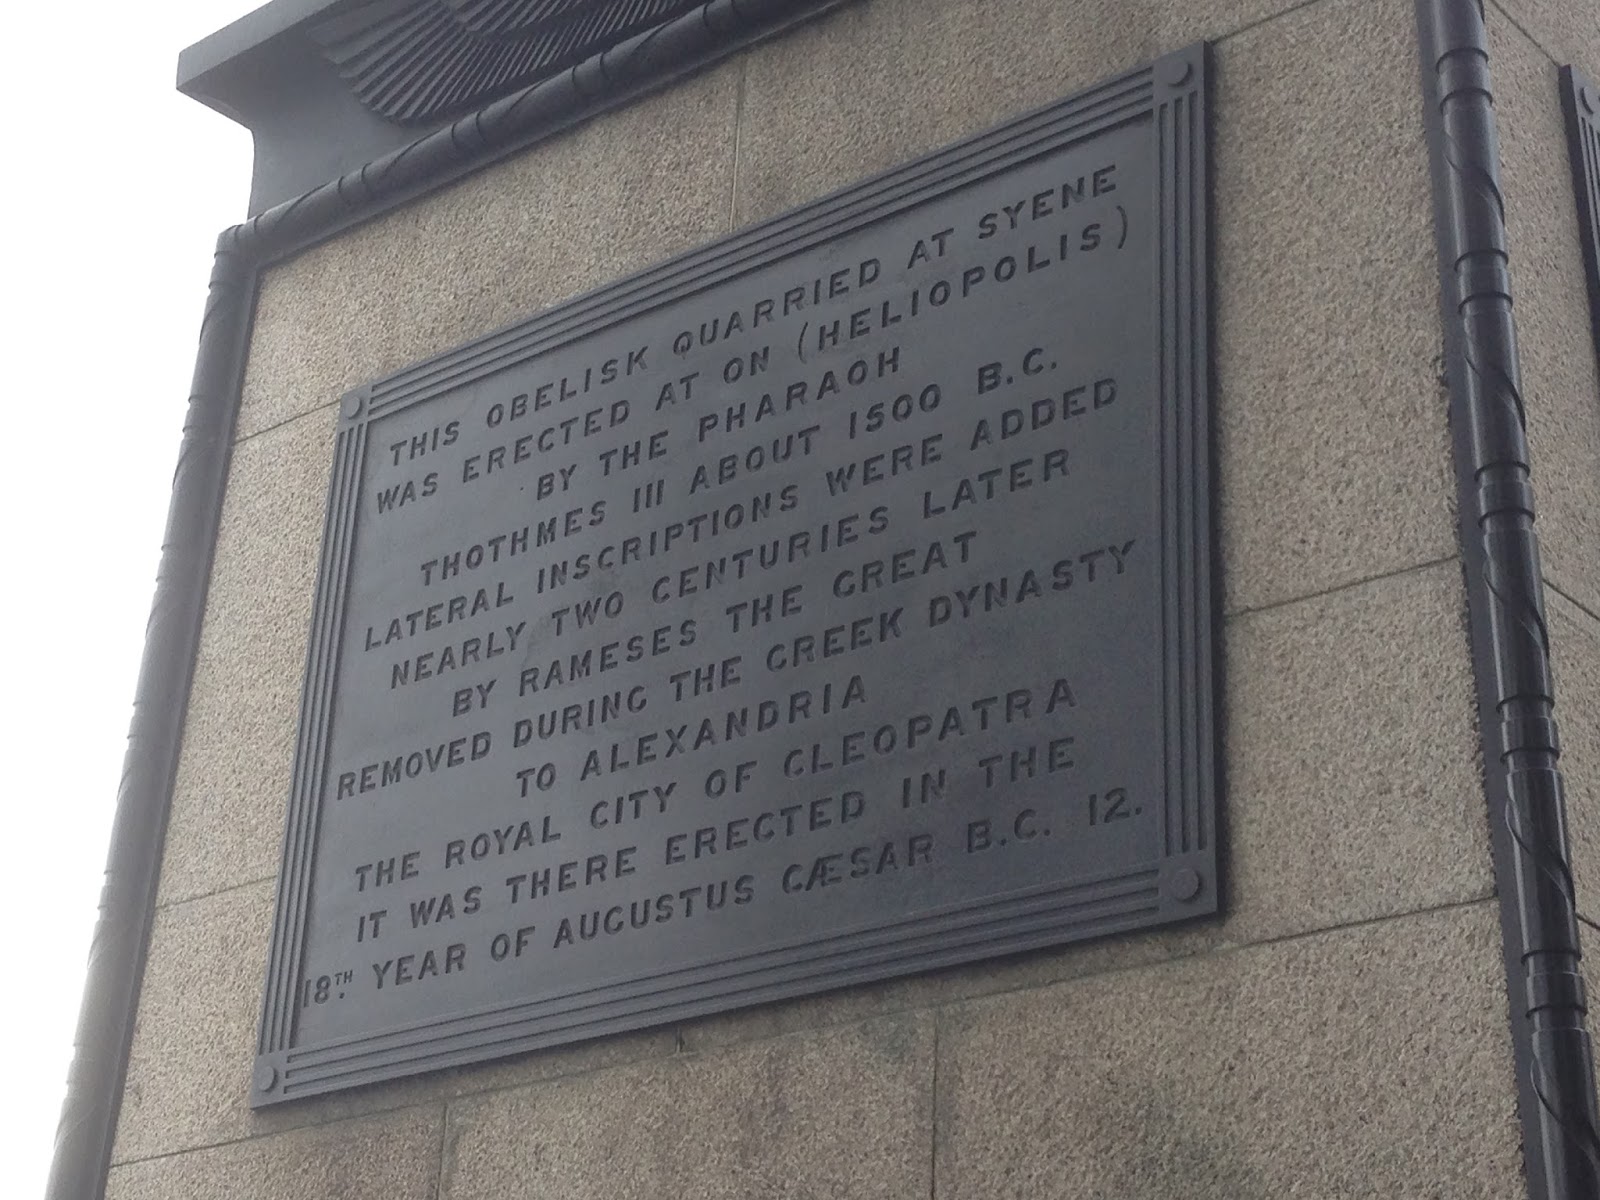 THIS OBELISK QUARRIED AT SYENE
WAS ERECTED AT ON (HELIOPOLIS)
BY THE PHARAOH
THOTHMES III ABOUT 1500 B.C.
LATERAL INSCRIPTIONS WERE ADDED
NEARLY TWO CENTURIES LATER
BY RAMESES THE GREAT
REMOVED DURING THE GREEK DYNASTY
TO ALEXANDRIA
THE ROYAL CITY OF CLEOPATRA
IT WAS THERE ERECTED IN THE
18TH. YEAR OF AUGUSTUS CÆSAR B.C. 12.